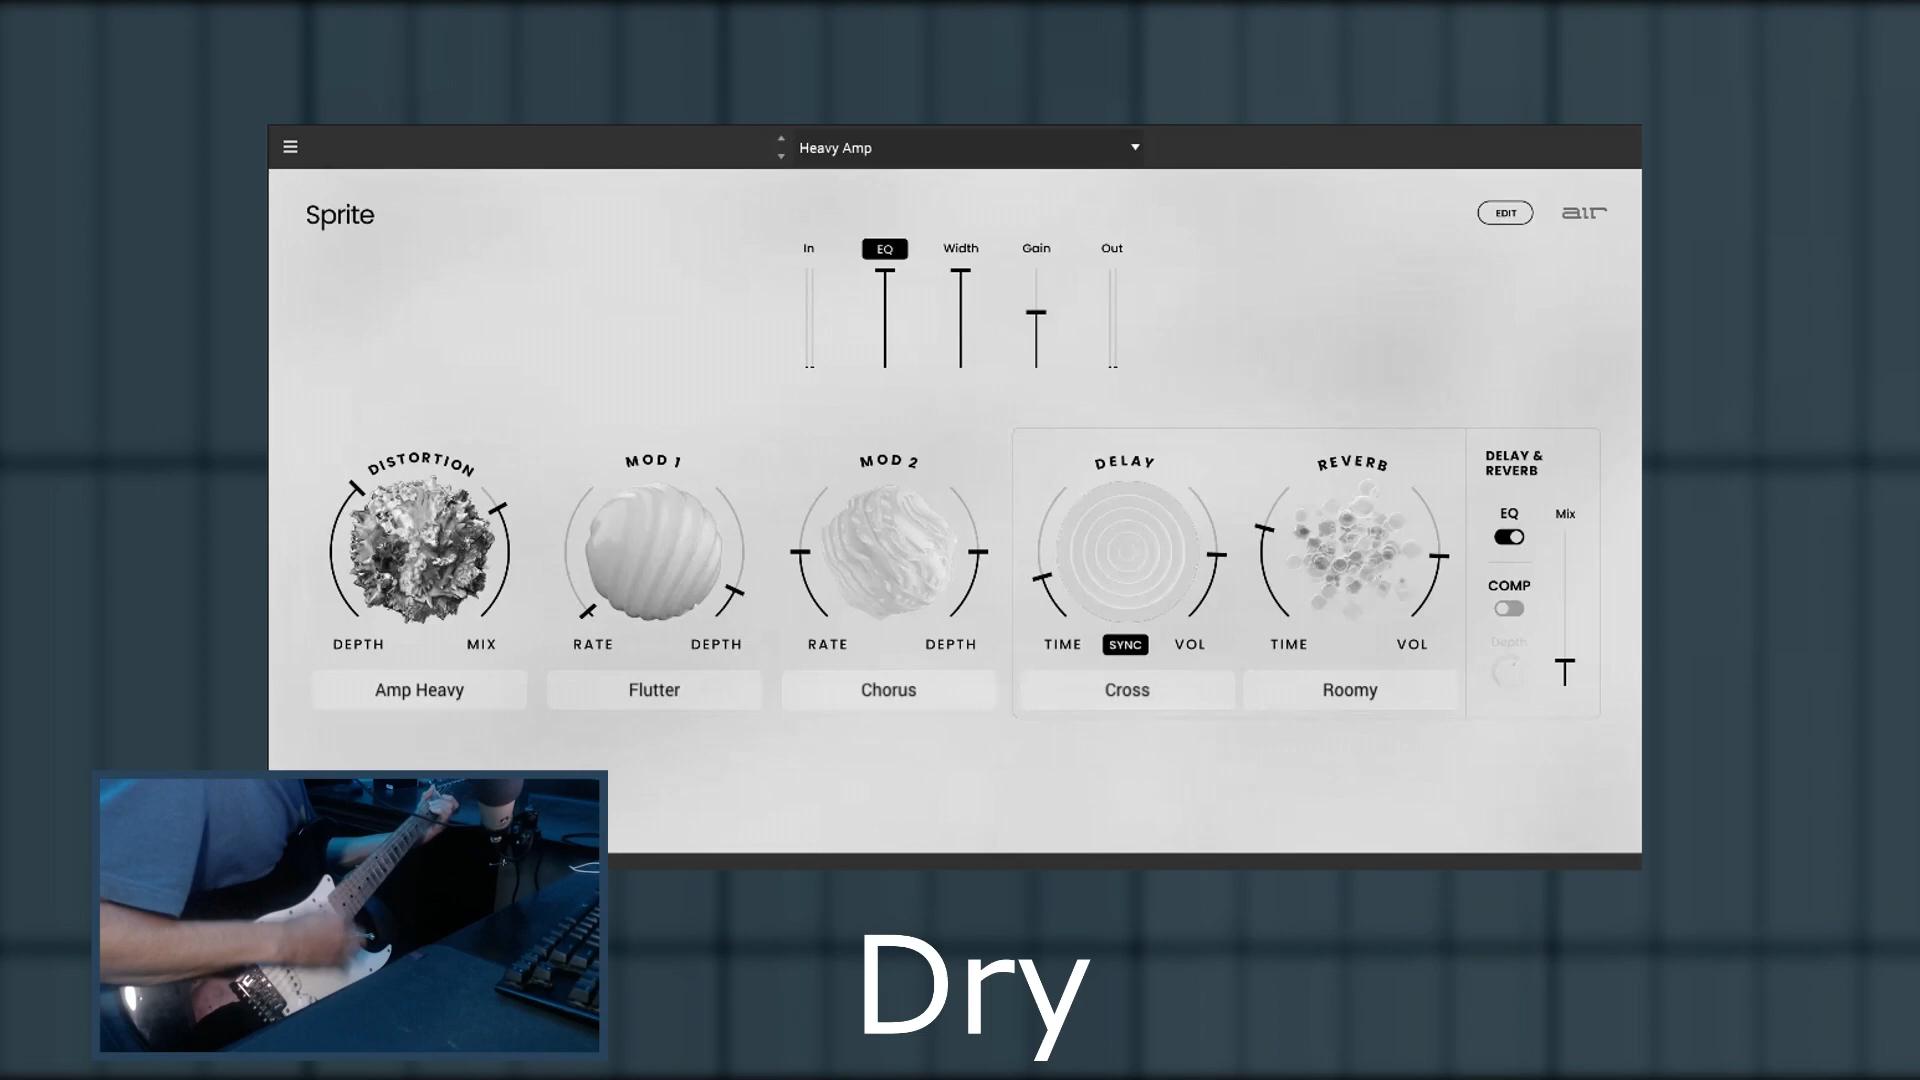 Heavy Amp
Sprite
EDIT
air
In
EQ
Width
Gain
Out
DISTORTION
MOD 1
MOD 2
DELAY
REVERB
DELAY &
REVERB
EQ
Mix
COMP
Depth
DEPTH
MIX
RATE
DEPTH
RATE
DEPTH
TIME
SYNC
VOL
TIME
VOL
Amp Heavy
Flutter
Chorus
Cross
Roomy
Dry